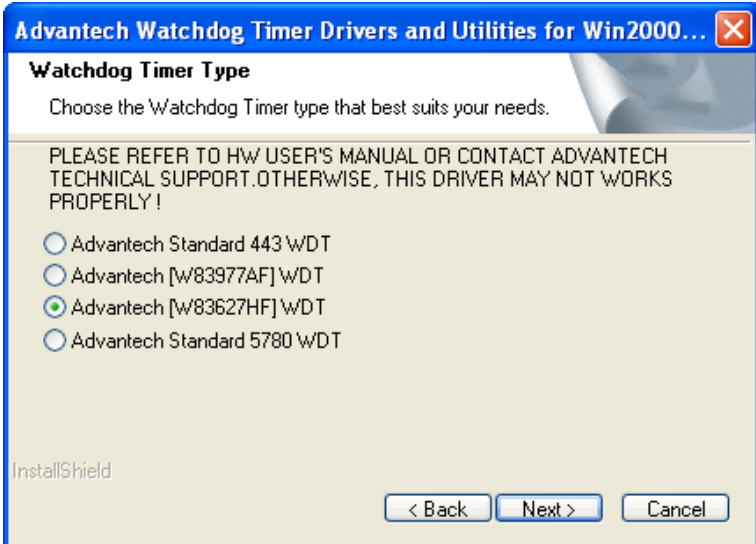 Advantech Watchdog Timer Drivers and Utilities for Win2000...
Watchdog Timer Type
Choose the Watchdog Timer type that best suits your needs.
PLEASE REFER TO HW USER'S MANUAL OR CONTACT ADVANTECH
TECHNICAL SUPPORT.OTHERWISE, THIS DRIVER MAY NOT WORKS
PROPERLY !
Advantech Standard 443 WDT
Advantech [W83977AF] WDT
Advantech [W83627HF] WDT
Advantech Standard 5780 WDT
InstallShield
< Back Next > Cancel